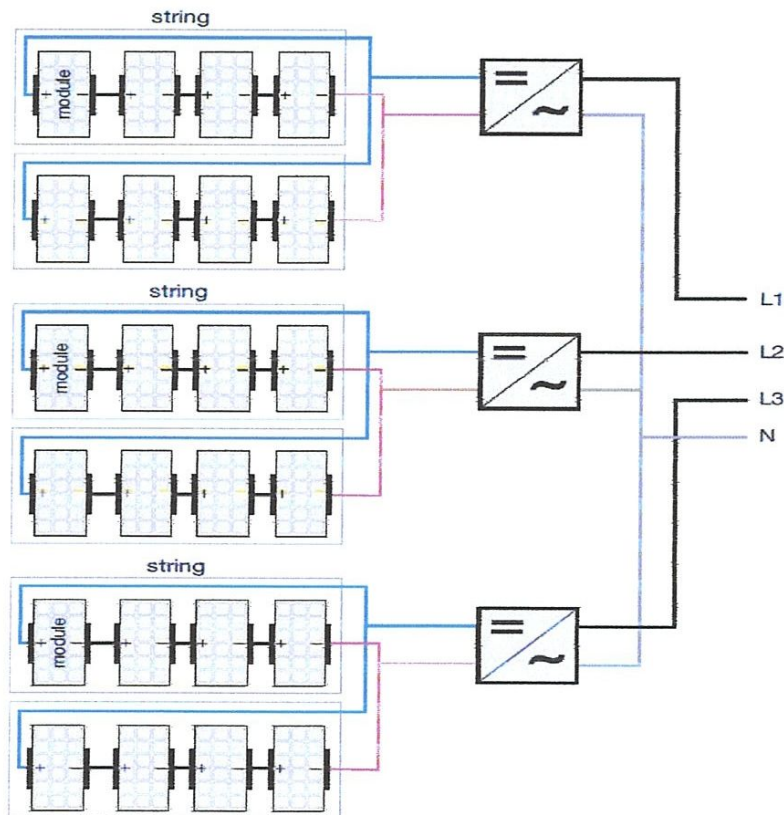 string
module
L1
string
module
L2
L3
N
string
module